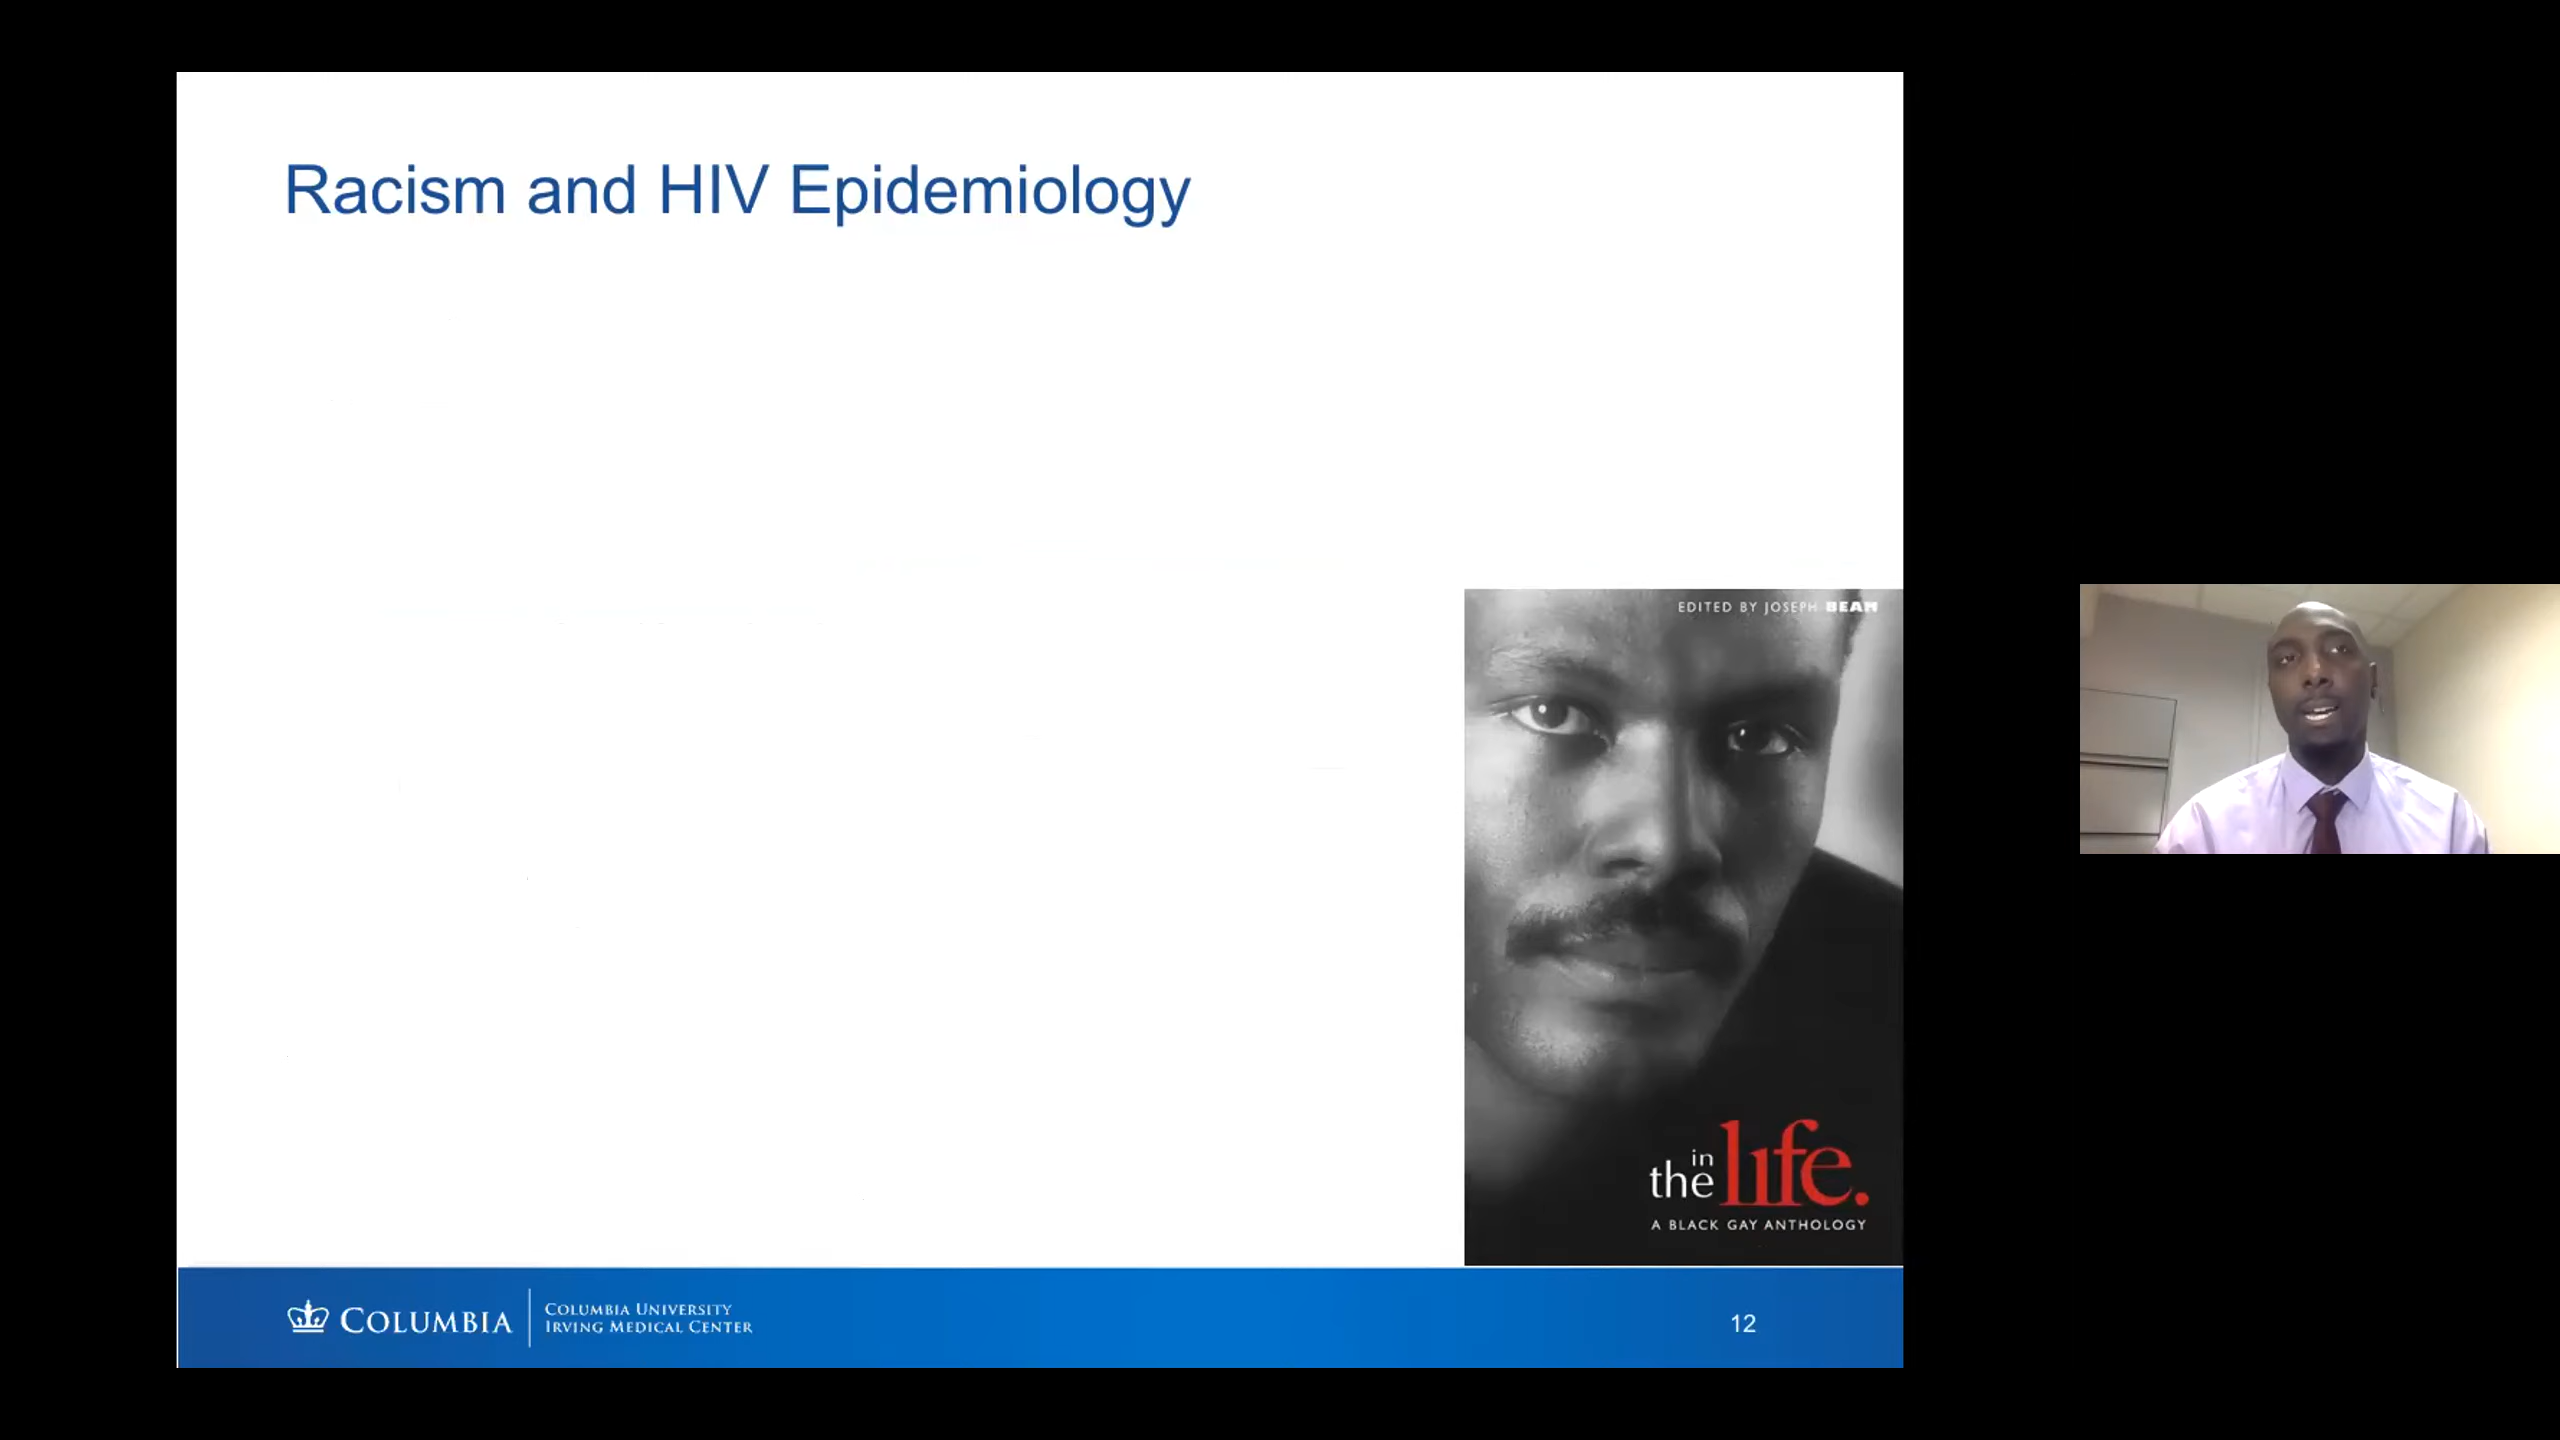 Racism and HIV Epidemiology
EDITED BY JOSEPH BEAM
in
the life.
A BLACK GAY ANTHOLOGY
COLUMBIA
COLUMBIA UNIVERSITY
IRVING MEDICAL CENTER
12